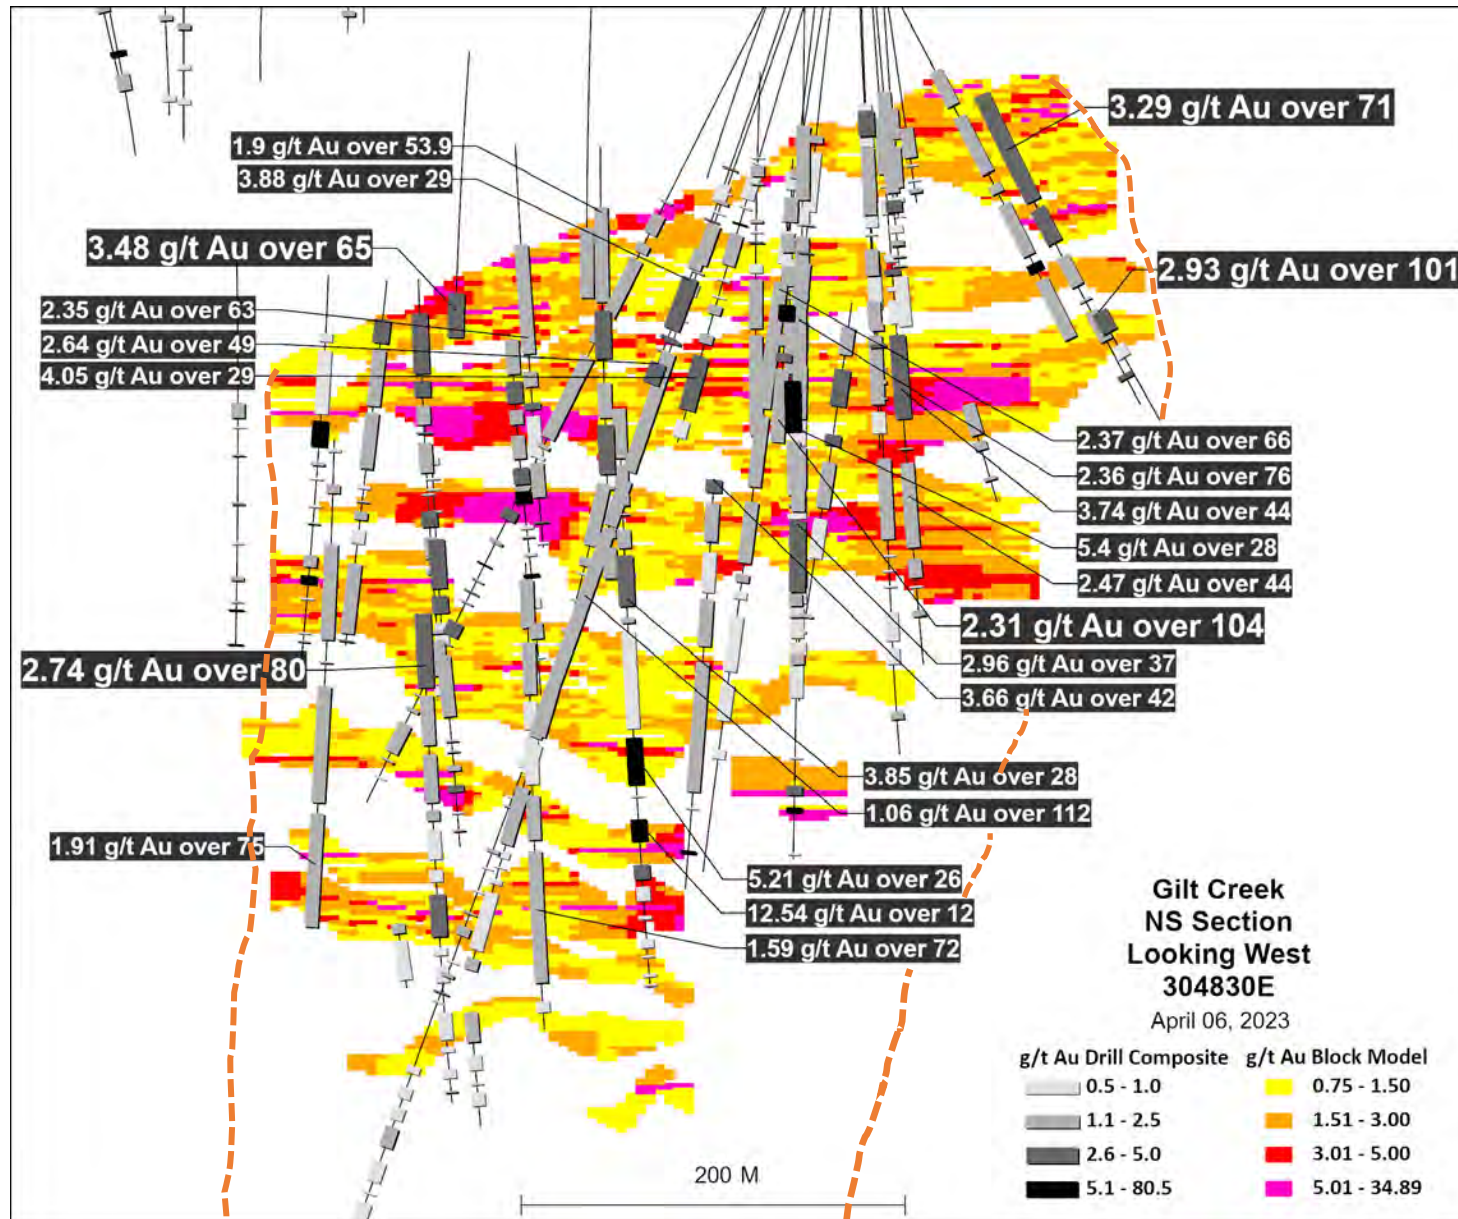 3.29 g/t Au over 71
1.9 g/t Au over 53.9
3.88 g/t Au over 29
3.48 g/t Au over 65
2.93 g/t Au over 101
2.35 g/t Au over 63
2.64 g/t Au over 49
4.05 g/t Au over 29
2.37 g/t Au over 66
2.36 g/t Au over 76
3.74 g/t Au over 44
5.4 g/t Au over 28
2.47 g/t Au over 44
2.31 g/t Au over 104
2.96 g/t Au over 37
3.66 g/t Au over 42
2.74 g/t Au over 80
3.85 g/t Au over 28
1.06 g/t Au over 112
1.91 g/t Au over 75
5.21 g/t Au over 26
12.54 g/t Au over 12
1.59 g/t Au over 72
Gilt Creek
NS Section
Looking West
304830E
April 06, 2023
g/t Au Drill Composite
0.5 - 1.0
1.1 - 2.5
2.6 - 5.0
5.1 - 80.5
g/t Au Block Model
0.75 - 1.50
1.51 - 3.00
3.01 - 5.00
5.01 - 34.89
200 M